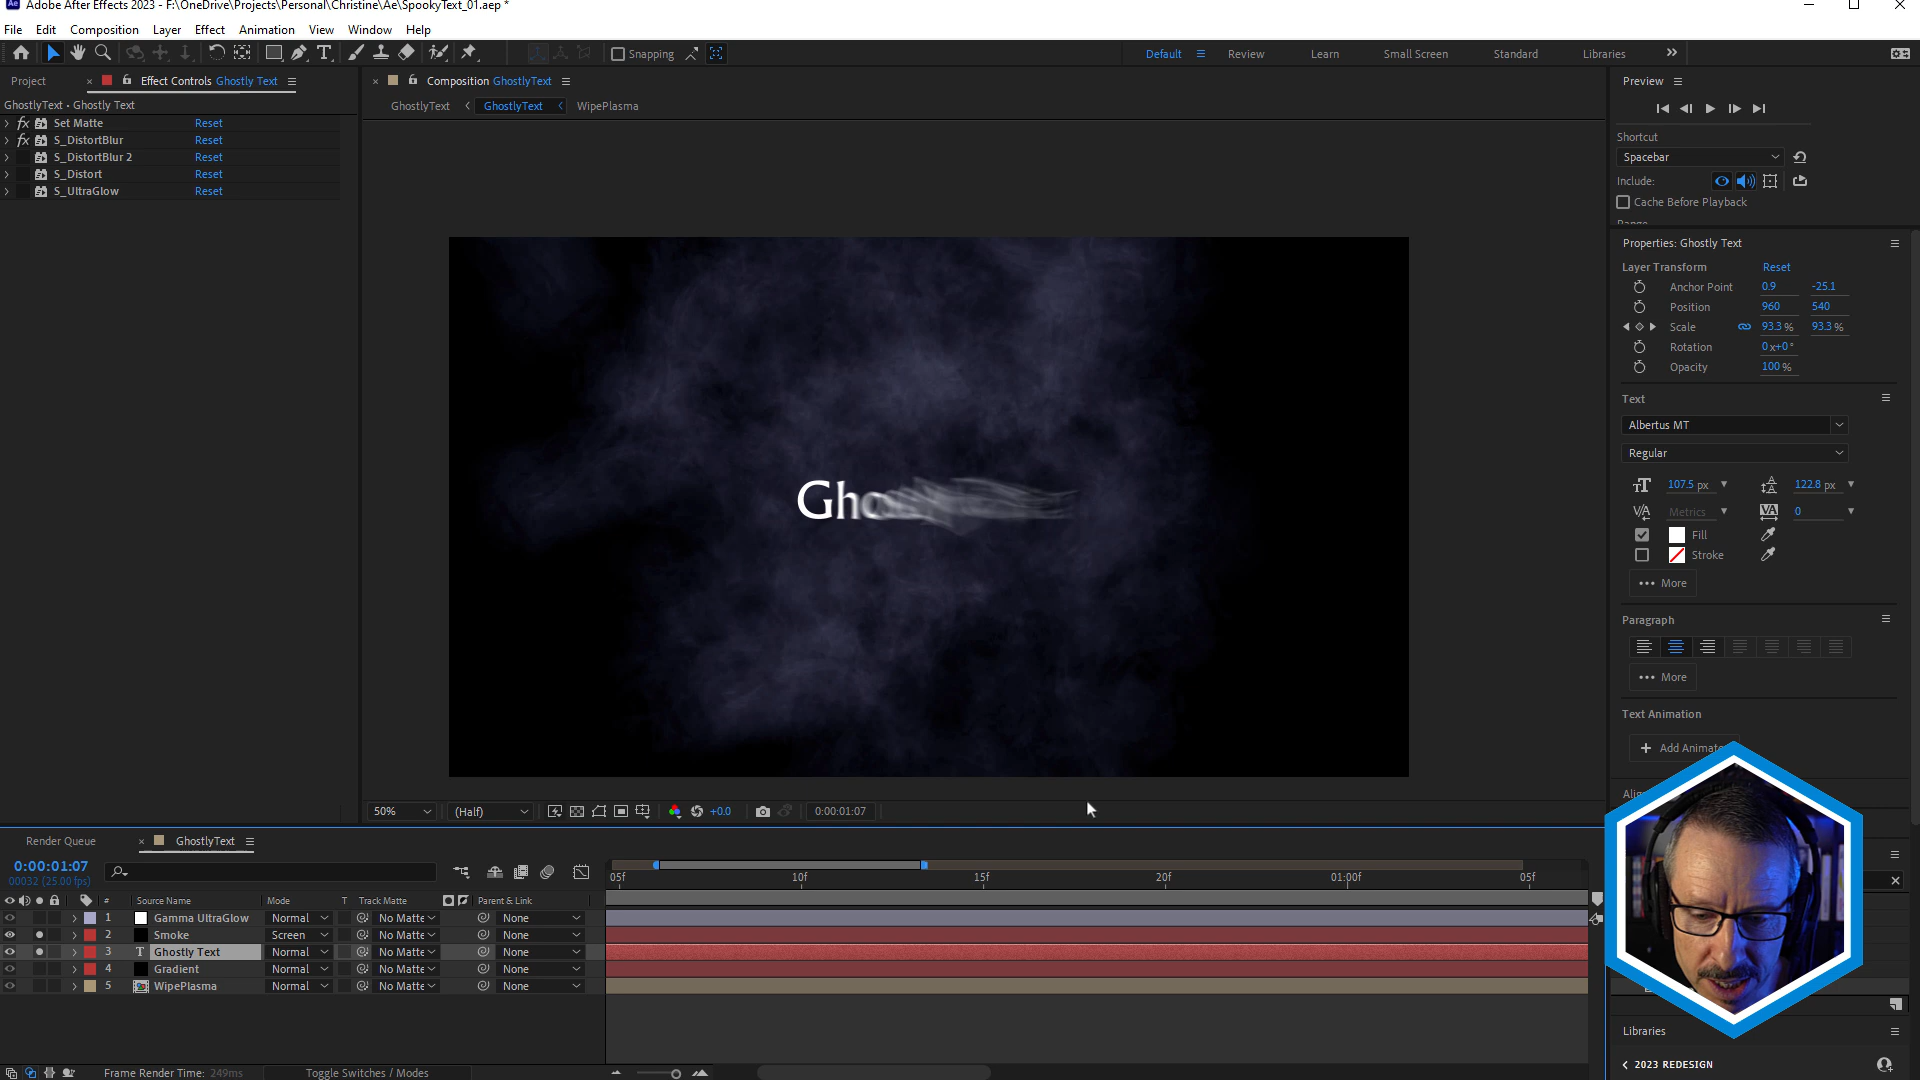 Adobe After Effects 2023 - F:\OneDrive\Projects\Personal\Christine\Ae\SpookyText_01.aep *
File Edit Composition Layer Effect Animation View Window Help
Snapping
Default Review Learn Small Screen Standard Libraries
Project Effect Controls Ghostly Text
Composition GhostlyText
Preview
GhostlyText • Ghostly Text
GhostlyText GhostlyText WipePlasma
Set Matte Reset
S_DistortBlur Reset
S_DistortBlur 2 Reset
S_Distort Reset
S_UltraGlow Reset
Shortcut
Spacebar
Include:
Cache Before Playback
Range
Properties: Ghostly Text
Layer Transform Reset
Anchor Point 0.9 -25.1
Position 960 540
Scale 93.3 % 93.3 %
Rotation 0x+0°
Opacity 100 %
Text
Albertus MT
Regular
107.5 px 122.8 px
Metrics 0
Fill
Stroke
More
Paragraph
More
Text Animation
Add Animate
Gho
50% (Half) +0.0 0:00:01:07
Render Queue GhostlyText
0:00:01:07
00032 (25.00 fps)
05f 10f 15f 20f 01:00f 05f
# Source Name Mode T Track Matte Parent & Link
1 Gamma UltraGlow Normal No Matte None
2 Smoke Screen No Matte None
3 T Ghostly Text Normal No Matte None
4 Gradient Normal No Matte None
5 WipePlasma Normal No Matte None
Frame Render Time: 249ms Toggle Switches / Modes
Libraries
2023 REDESIGN